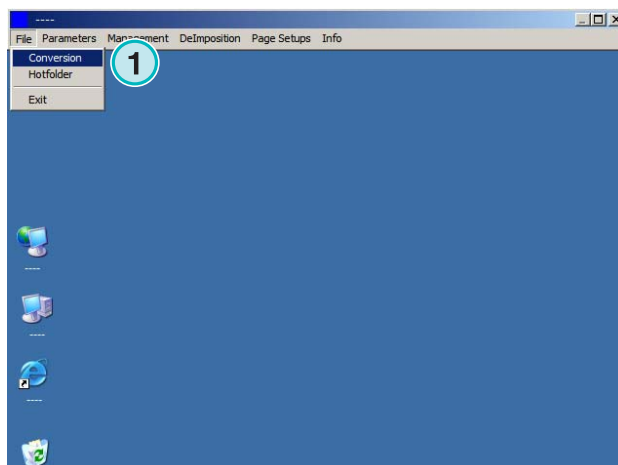 ----
File Parameters Management DeImposition Page Setups Info
Conversion
1
Hotfolder
Exit
----
----
----